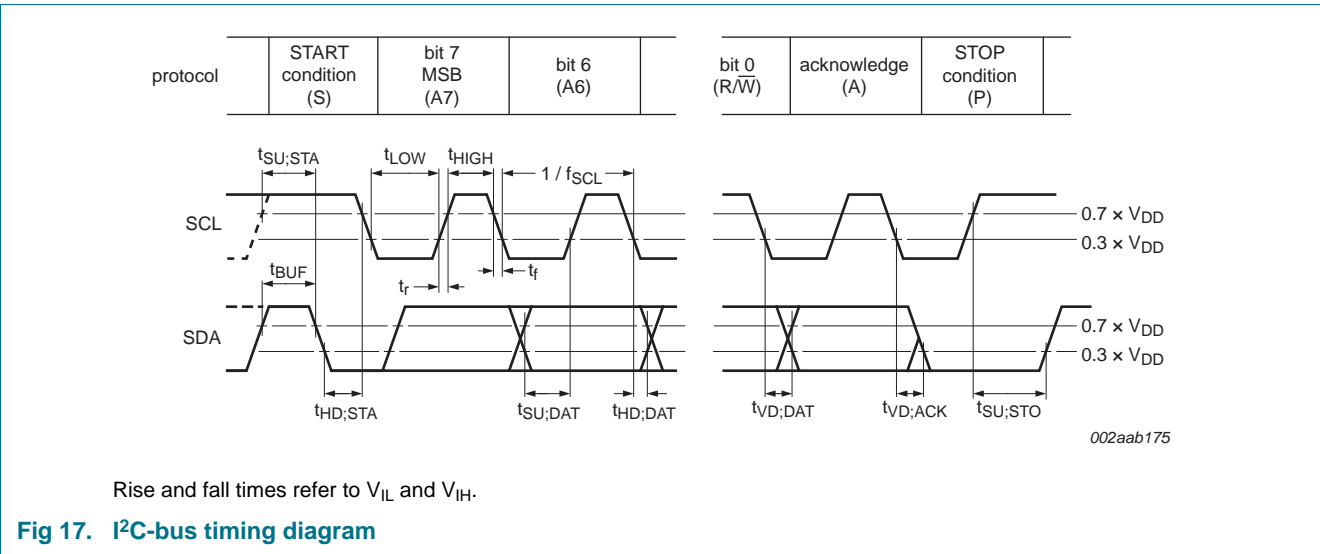 protocol
START
condition
(S)
bit 7
MSB
(A7)
bit 6
(A6)
bit 0
(R/W̅)
acknowledge
(A)
STOP
condition
(P)
tSU;STA
tLOW
tHIGH
1 / fSCL
SCL
0.7 × VDD
0.3 × VDD
tBUF
tr
tf
SDA
0.7 × VDD
0.3 × VDD
tHD;STA
tSU;DAT
tHD;DAT
tVD;DAT
tVD;ACK
tSU;STO
002aab175
Rise and fall times refer to VIL and VIH.
Fig 17. I²C-bus timing diagram